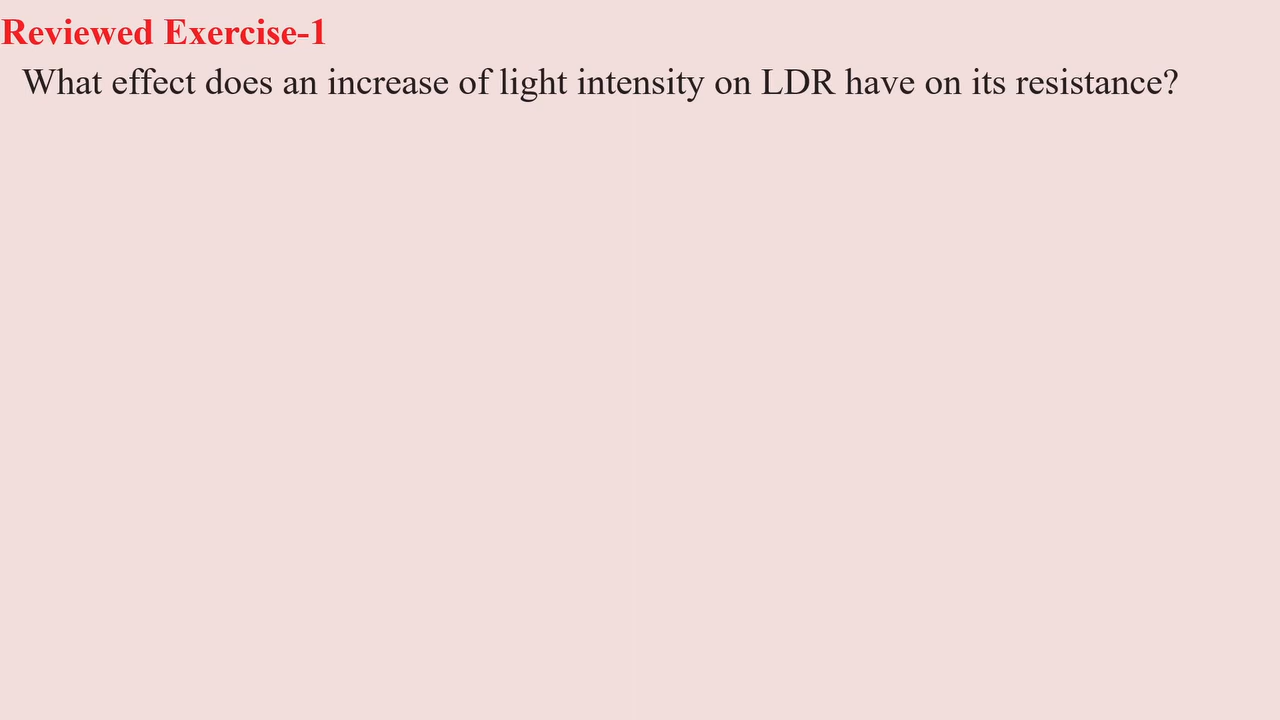 Reviewed Exercise-1
What effect does an increase of light intensity on LDR have on its resistance?